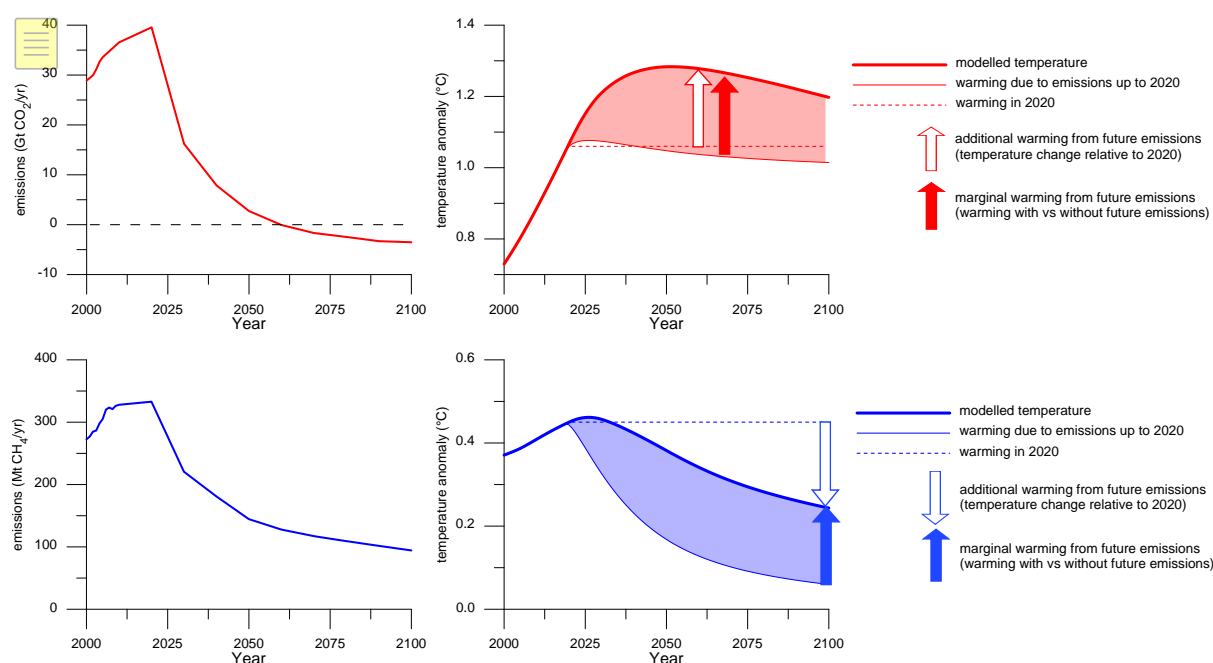 emissions (Gt CO2/yr)
40
30
20
10
0
-10
2000 2025 2050 2075 2100
Year
temperature anomaly (°C)
1.4
1.2
1.0
0.8
2000 2025 2050 2075 2100
Year
modelled temperature
warming due to emissions up to 2020
warming in 2020
additional warming from future emissions
(temperature change relative to 2020)
marginal warming from future emissions
(warming with vs without future emissions)
emissions (Mt CH4/yr)
400
300
200
100
0
2000 2025 2050 2075 2100
Year
temperature anomaly (°C)
0.6
0.4
0.2
0.0
2000 2025 2050 2075 2100
Year
modelled temperature
warming due to emissions up to 2020
warming in 2020
additional warming from future emissions
(temperature change relative to 2020)
marginal warming from future emissions
(warming with vs without future emissions)